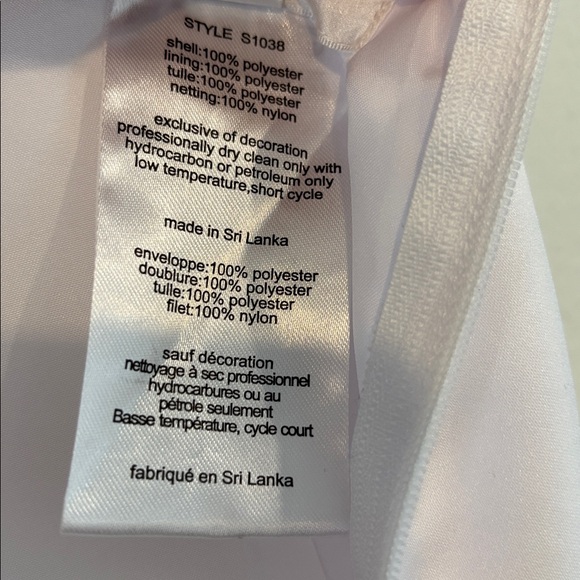 STYLE S1038
shell:100% polyester
lining:100% polyester
tulle:100% polyester
netting:100% nylon
exclusive of decoration
professionally dry clean only with
hydrocarbon or petroleum only
low temperature,short cycle
made in Sri Lanka
enveloppe:100% polyester
doublure:100% polyester
tulle:100% polyester
filet:100% nylon
sauf décoration
nettoyage à sec professionnel
hydrocarbures ou au
pétrole seulement
Basse température, cycle court
fabriqué en Sri Lanka